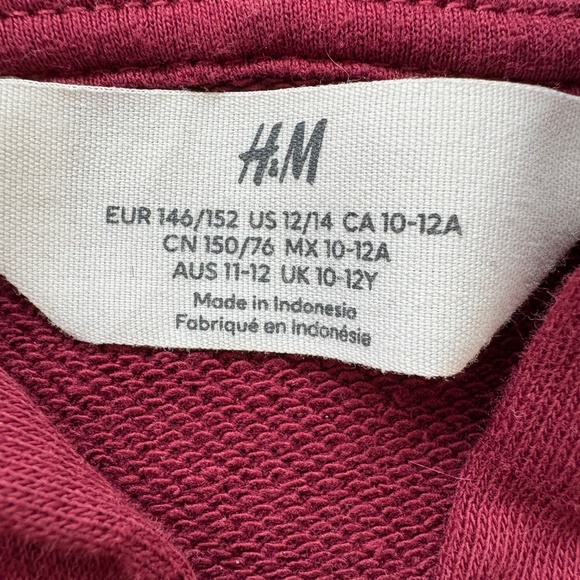 H&M
EUR 146/152 US 12/14 CA 10-12A
CN 150/76 MX 10-12A
AUS 11-12 UK 10-12Y
Made in Indonesia
Fabriqué en Indonésie